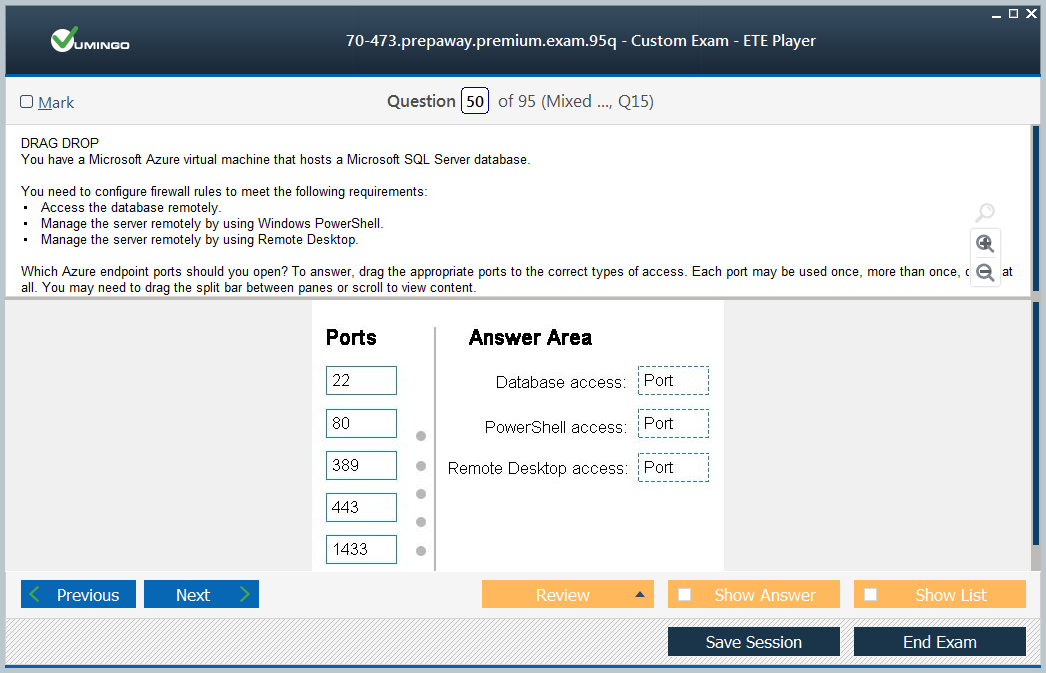 VUMINGO
70-473.prepaway.premium.exam.95q - Custom Exam - ETE Player
Mark
Question 50 of 95 (Mixed ..., Q15)
DRAG DROP
You have a Microsoft Azure virtual machine that hosts a Microsoft SQL Server database.
You need to configure firewall rules to meet the following requirements:
• Access the database remotely.
• Manage the server remotely by using Windows PowerShell.
• Manage the server remotely by using Remote Desktop.
Which Azure endpoint ports should you open? To answer, drag the appropriate ports to the correct types of access. Each port may be used once, more than once, at
all. You may need to drag the split bar between panes or scroll to view content.
Ports
Answer Area
22
Database access: Port
80
PowerShell access: Port
389
Remote Desktop access: Port
443
1433
Previous
Next
Review
Show Answer
Show List
Save Session
End Exam